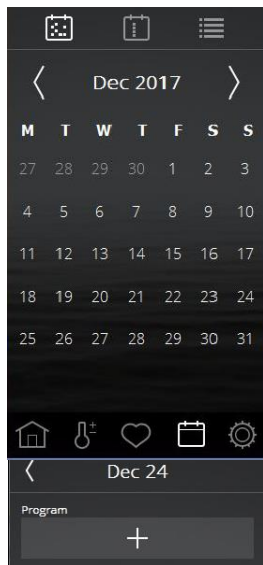 Dec 2017
M T W T F S S
27 28 29 30 1 2 3
4 5 6 7 8 9 10
11 12 13 14 15 16 17
18 19 20 21 22 23 24
25 26 27 28 29 30 31
Dec 24
Program
+